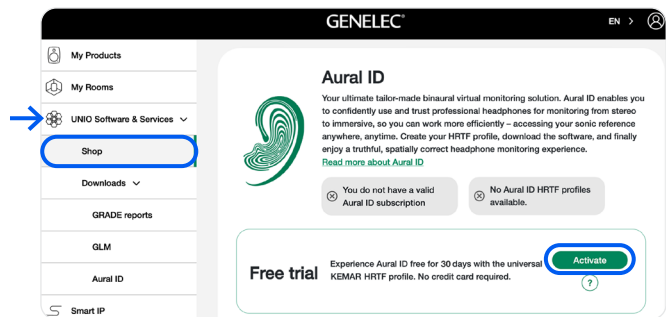 GENELEC®
EN >
My Products
My Rooms
UNIO Software & Services
Shop
Downloads
GRADE reports
GLM
Aural ID
Smart IP
Aural ID
Your ultimate tailor-made binaural virtual monitoring solution. Aural ID enables you
to confidently use and trust professional headphones for monitoring from stereo
to immersive, so you can work more efficiently – accessing your sonic reference
anywhere, anytime. Create your HRTF profile, download the software, and finally
enjoy a truthful, spatially correct headphone monitoring experience.
Read more about Aural ID
You do not have a valid
Aural ID subscription
No Aural ID HRTF profiles
available.
Free trial
Experience Aural ID free for 30 days with the universal
KEMAR HRTF profile. No credit card required.
Activate
?